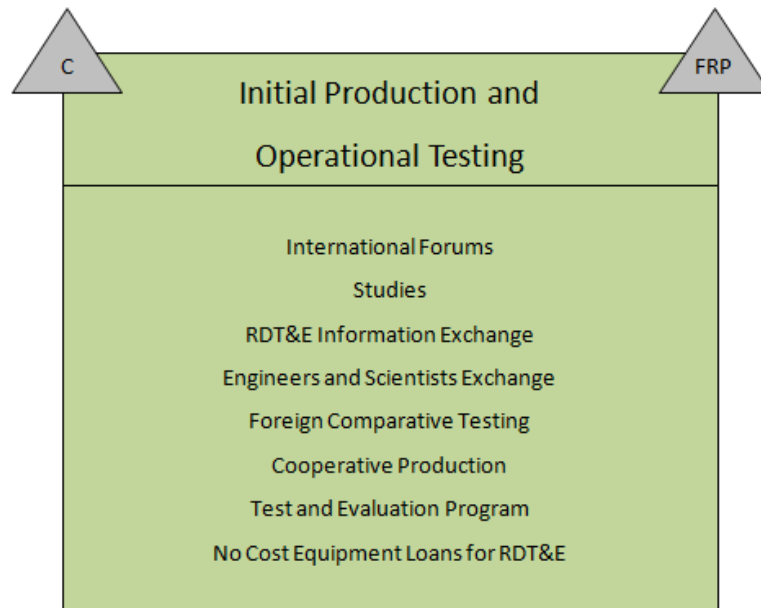 C
FRP
Initial Production and
Operational Testing
International Forums
Studies
RDT&E Information Exchange
Engineers and Scientists Exchange
Foreign Comparative Testing
Cooperative Production
Test and Evaluation Program
No Cost Equipment Loans for RDT&E